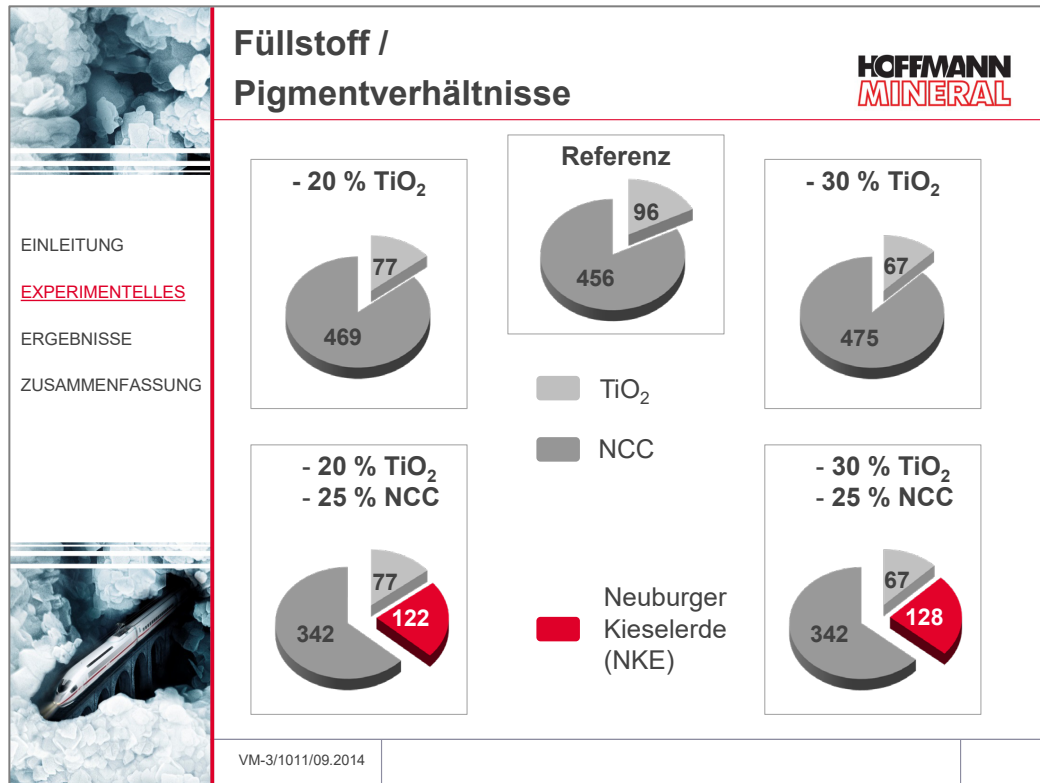 Füllstoff /
Pigmentverhältnisse
HOFFMANN
MINERAL
EINLEITUNG
EXPERIMENTELLES
ERGEBNISSE
ZUSAMMENFASSUNG
- 20 % TiO₂
77
469
Referenz
96
456
- 30 % TiO₂
67
475
TiO₂
NCC
- 20 % TiO₂
- 25 % NCC
77
122
342
Neuburger
Kieselerde
(NKE)
- 30 % TiO₂
- 25 % NCC
67
128
342
VM-3/1011/09.2014